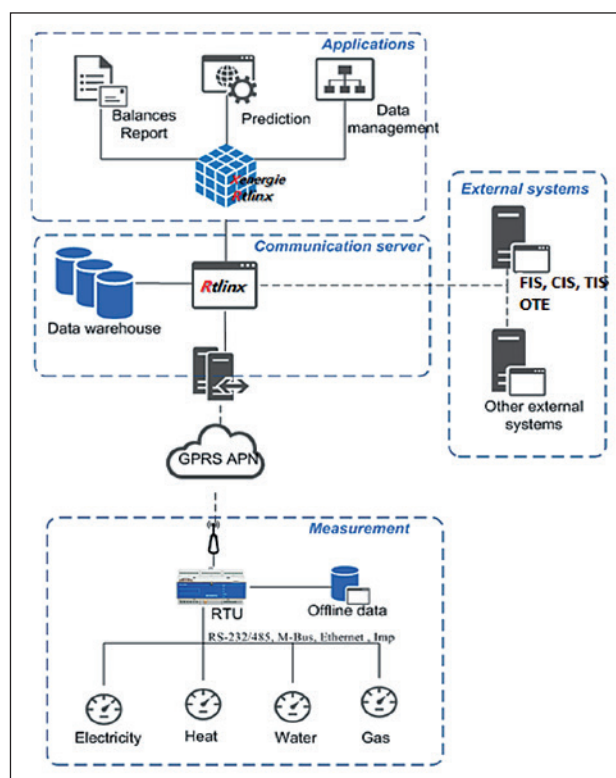 Applications
Balances
Report
Prediction
Data
management
Xenergie
Rtlinx
External systems
FIS, CIS, TIS
OTE
Other external
systems
Communication server
Rtlinx
Data warehouse
GPRS APN
Measurement
RTU
Offline data
RS-232/485, M-Bus, Ethernet , Imp
Electricity
Heat
Water
Gas